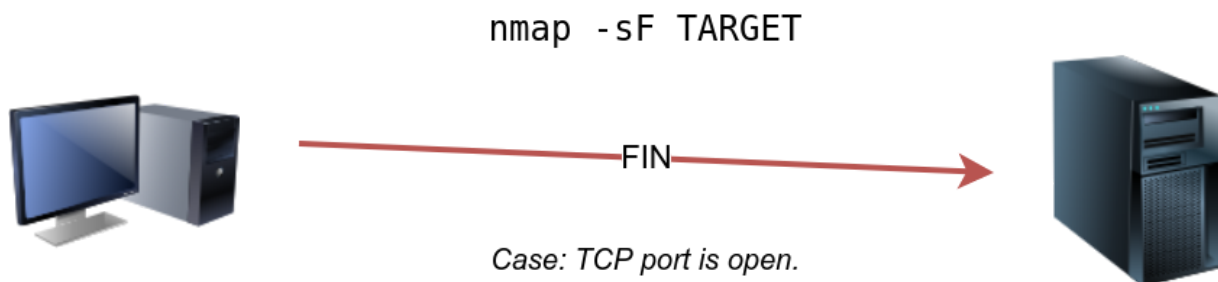 nmap -sF TARGET
FIN
Case: TCP port is open.